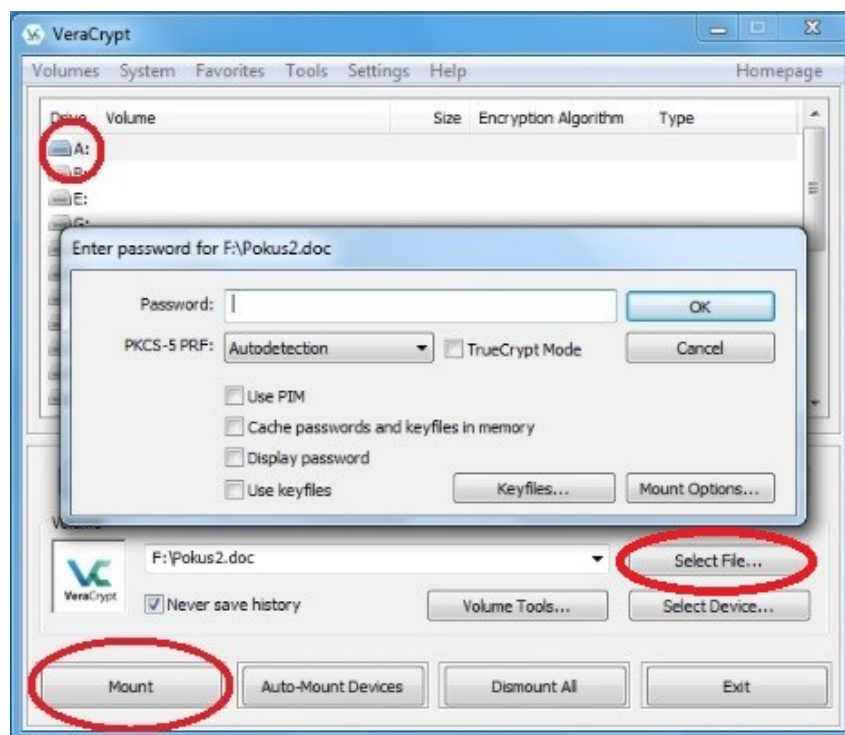 VeraCrypt
Volumes System Favorites Tools Settings Help Homepage
Drive Volume Size Encryption Algorithm Type
A:
B:
E:
G:
Enter password for F:\Pokus2.doc
Password:
OK
PKCS-5 PRF: Autodetection TrueCrypt Mode Cancel
Use PIM
Cache passwords and keyfiles in memory
Display password
Use keyfiles Keyfiles... Mount Options...
Volume
F:\Pokus2.doc Select File...
VeraCrypt Never save history Volume Tools... Select Device...
Mount Auto-Mount Devices Dismount All Exit